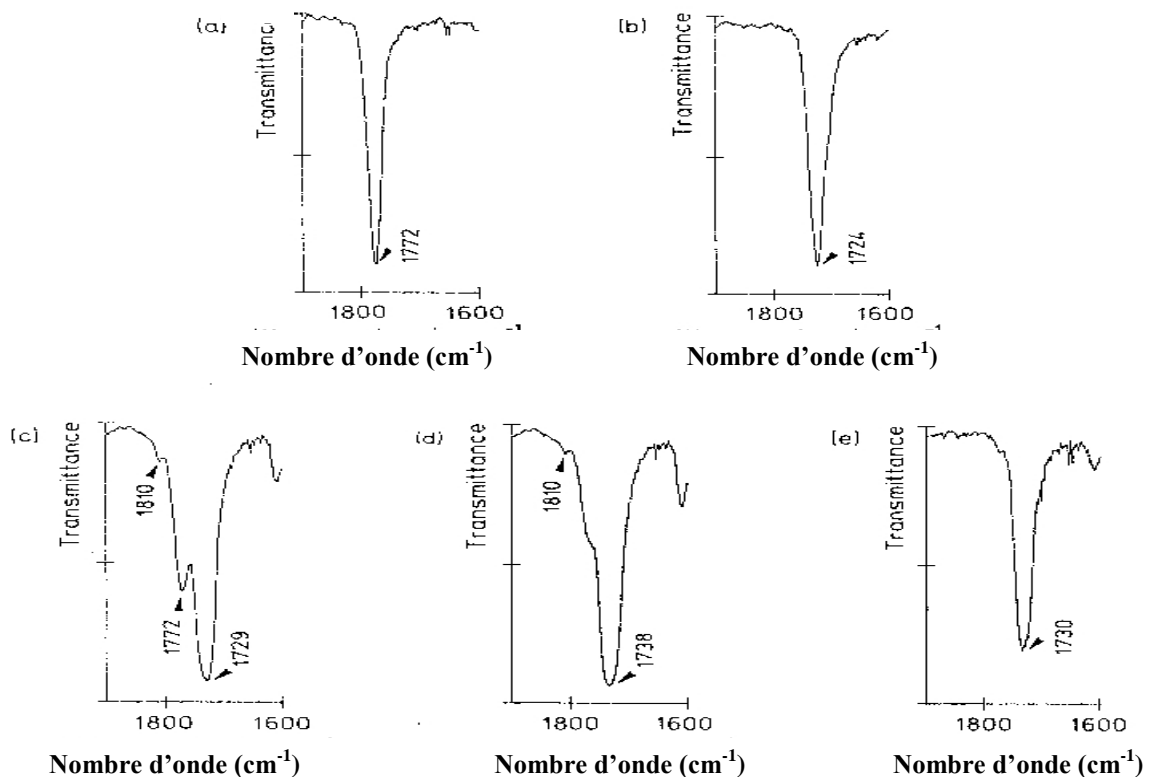 (a)
Transmittance
1772
1800 1600
Nombre d'onde (cm-1)
(b)
Transmittance
1724
1800 1600
Nombre d'onde (cm-1)
(c)
Transmittance
1810
1772
1729
1800 1600
Nombre d'onde (cm-1)
(d)
Transmittance
1810
1738
1800 1600
Nombre d'onde (cm-1)
(e)
Transmittance
1730
1800 1600
Nombre d'onde (cm-1)